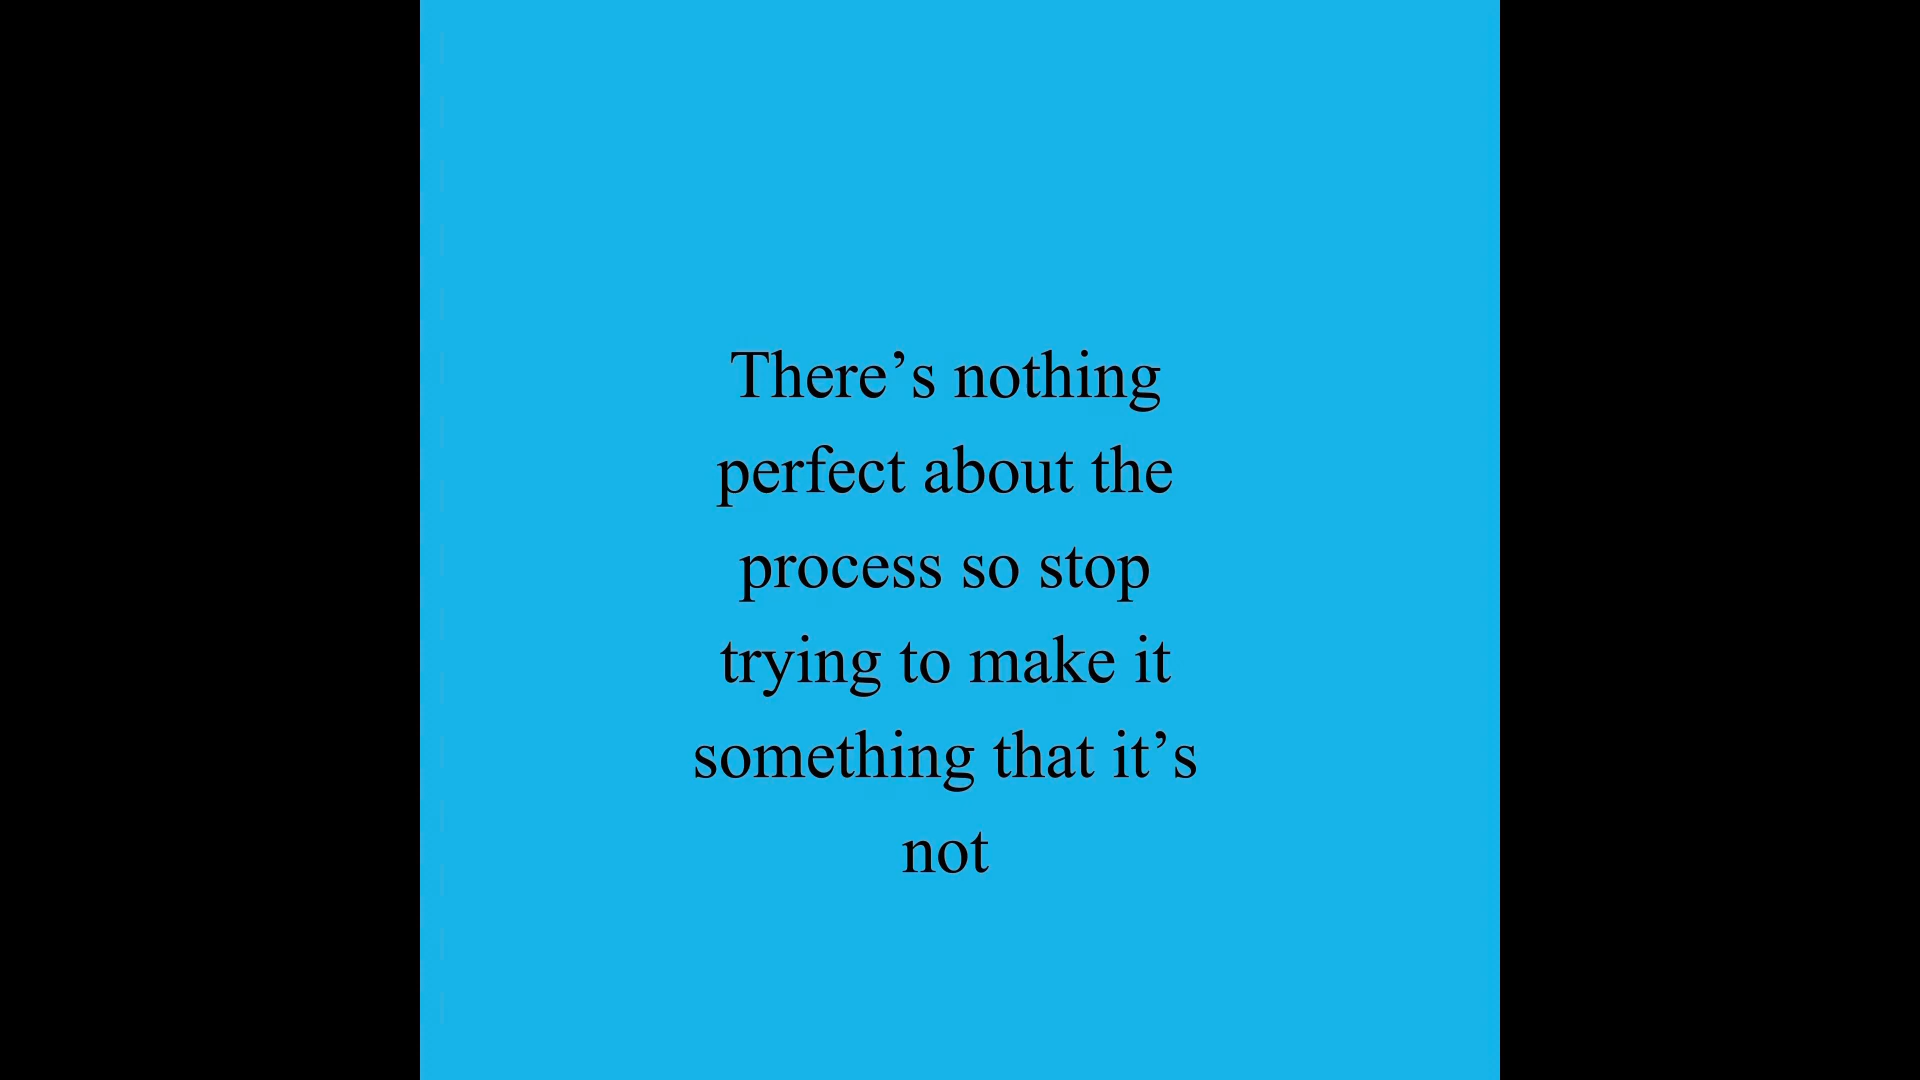 There’s nothing
perfect about the
process so stop
trying to make it
something that it’s
not